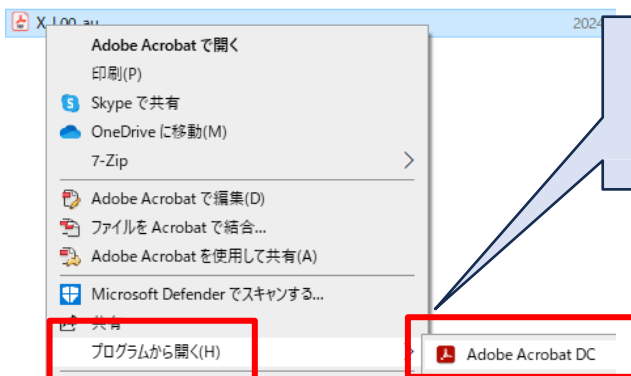 2024
Adobe Acrobat で開く
印刷(P)
Skype で共有
OneDrive に移動(M)
7-Zip
Adobe Acrobat で編集(D)
ファイルを Acrobat で結合...
Adobe Acrobat を使用して共有(A)
Microsoft Defender でスキャンする...
共有
プログラムから開く(H)
Adobe Acrobat DC